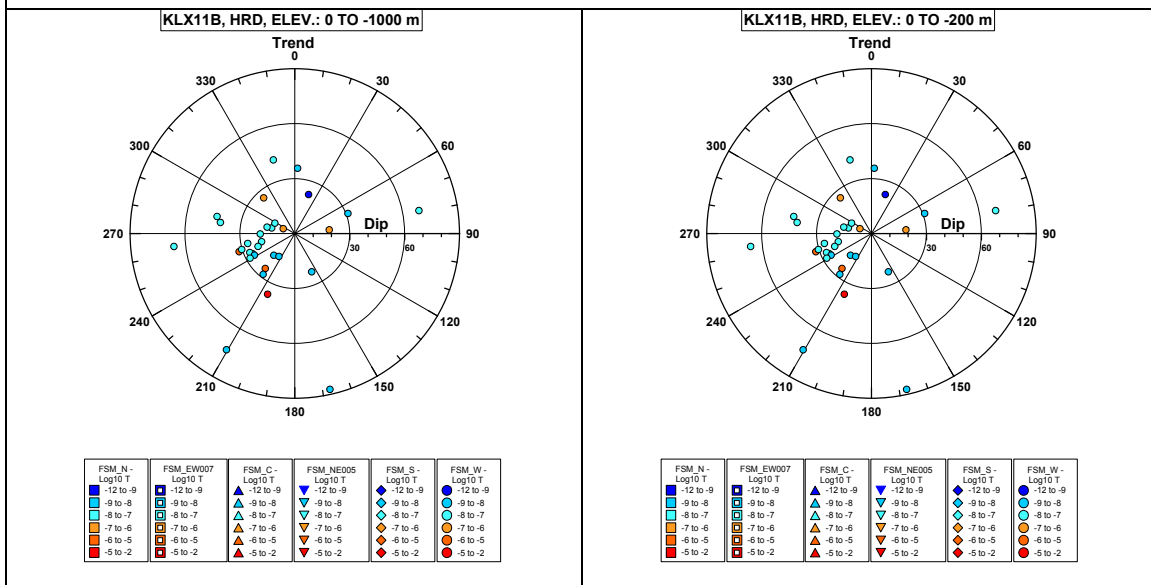 KLX11B, HRD, ELEV.: 0 TO -1000 m
Trend
0
330
30
300
60
Dip
270
30
60
90
240
120
210
150
180
FSM_N - FSM_EW007 FSM_C - FSM_NE005 FSM_S - FSM_W -
Log10 T Log10 T Log10 T Log10 T Log10 T Log10 T
-12 to -9 -12 to -9 -12 to -9 -12 to -9 -12 to -9 -12 to -9
-9 to -8 -9 to -8 -9 to -8 -9 to -8 -9 to -8 -9 to -8
-8 to -7 -8 to -7 -8 to -7 -8 to -7 -8 to -7 -8 to -7
-7 to -6 -7 to -6 -7 to -6 -7 to -6 -7 to -6 -7 to -6
-6 to -5 -6 to -5 -6 to -5 -6 to -5 -6 to -5 -6 to -5
-5 to -2 -5 to -2 -5 to -2 -5 to -2 -5 to -2 -5 to -2
KLX11B, HRD, ELEV.: 0 TO -200 m
Trend
0
330
30
300
60
Dip
270
30
60
90
240
120
210
150
180
FSM_N - FSM_EW007 FSM_C - FSM_NE005 FSM_S - FSM_W -
Log10 T Log10 T Log10 T Log10 T Log10 T Log10 T
-12 to -9 -12 to -9 -12 to -9 -12 to -9 -12 to -9 -12 to -9
-9 to -8 -9 to -8 -9 to -8 -9 to -8 -9 to -8 -9 to -8
-8 to -7 -8 to -7 -8 to -7 -8 to -7 -8 to -7 -8 to -7
-7 to -6 -7 to -6 -7 to -6 -7 to -6 -7 to -6 -7 to -6
-6 to -5 -6 to -5 -6 to -5 -6 to -5 -6 to -5 -6 to -5
-5 to -2 -5 to -2 -5 to -2 -5 to -2 -5 to -2 -5 to -2